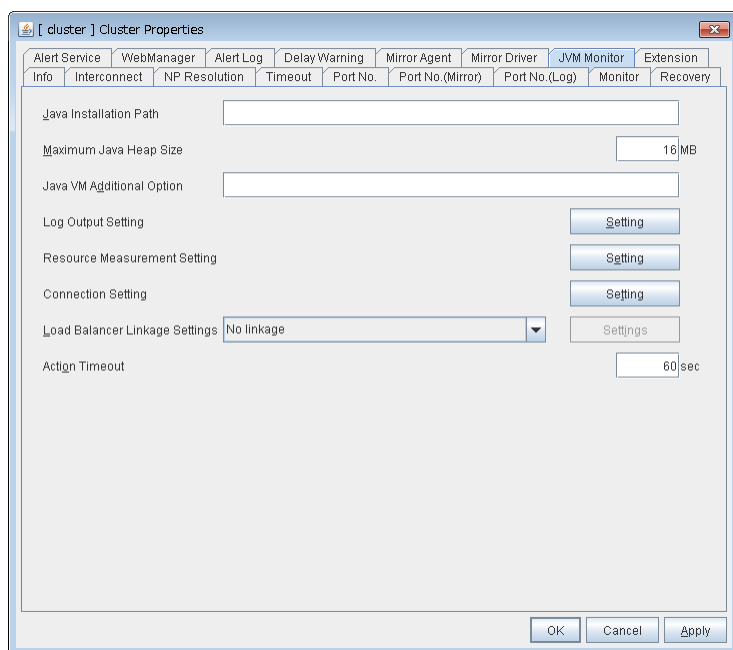 [ cluster ] Cluster Properties
Alert Service WebManager Alert Log Delay Warning Mirror Agent Mirror Driver JVM Monitor Extension
Info Interconnect NP Resolution Timeout Port No. Port No.(Mirror) Port No.(Log) Monitor Recovery
Java Installation Path
Maximum Java Heap Size 16 MB
Java VM Additional Option
Log Output Setting Setting
Resource Measurement Setting Setting
Connection Setting Setting
Load Balancer Linkage Settings No linkage Settings
Action Timeout 60 sec
OK Cancel Apply